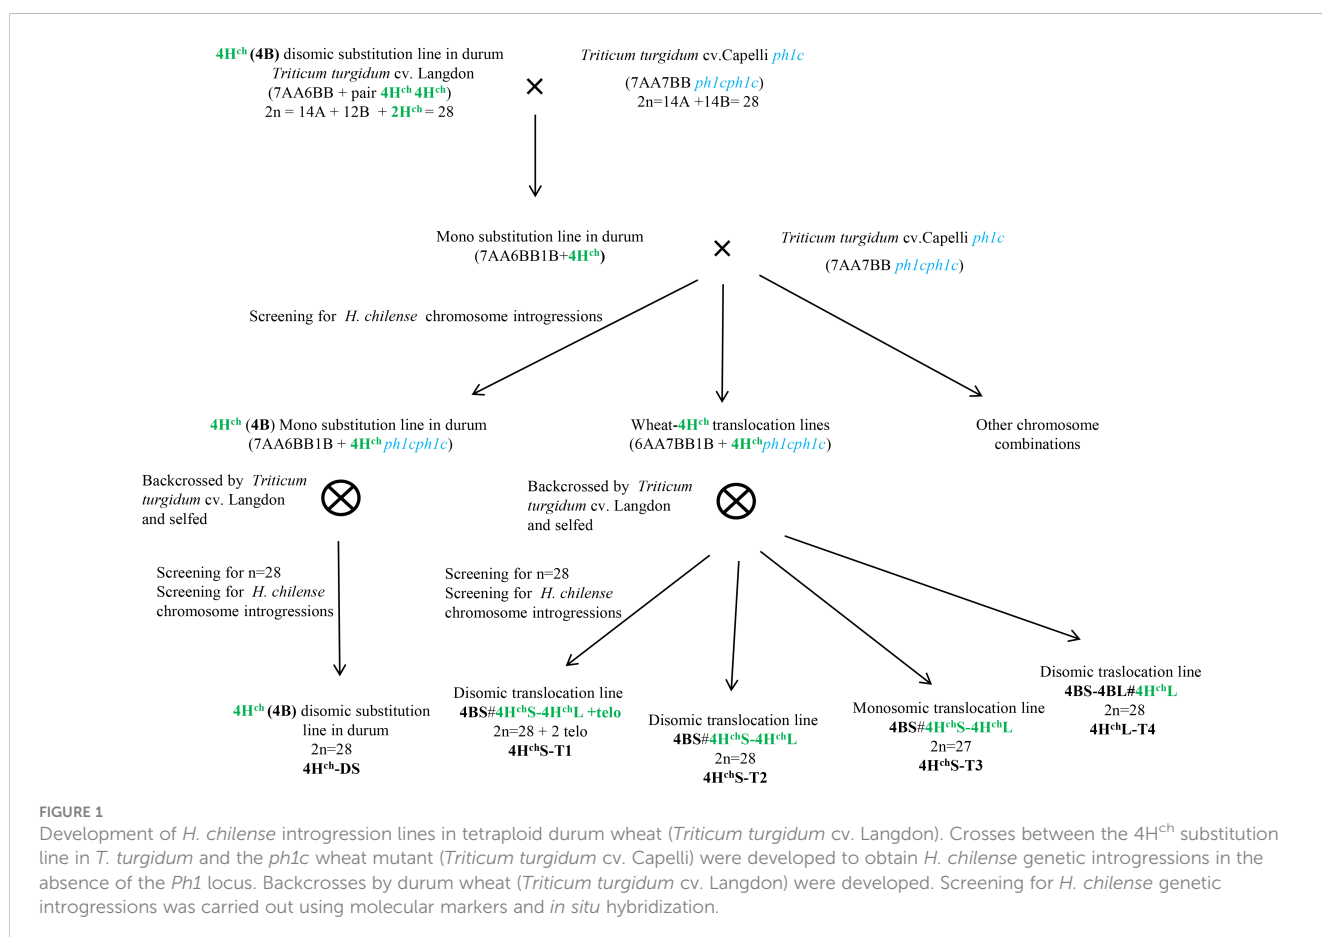 4Hch (4B) disomic substitution line in durum
Triticum turgidum cv. Langdon
(7AA6BB + pair 4Hch 4Hch)
2n = 14A + 12B + 2Hch = 28
Triticum turgidum cv.Capelli ph1c
(7AA7BB ph1cph1c)
2n=14A +14B= 28
Mono substitution line in durum
(7AA6BB1B+4Hch)
Triticum turgidum cv.Capelli ph1c
(7AA7BB ph1cph1c)
Screening for H. chilense chromosome introgressions
4Hch (4B) Mono substitution line in durum
(7AA6BB1B + 4Hch ph1cph1c)
Wheat-4Hch translocation lines
(6AA7BB1B + 4Hchph1cph1c)
Other chromosome
combinations
Backcrossed by Triticum
turgidum cv. Langdon
and selfed
Backcrossed by Triticum
turgidum cv. Langdon
and selfed
Screening for n=28
Screening for H. chilense
chromosome introgressions
Screening for n=28
Screening for H. chilense
chromosome introgressions
4Hch (4B) disomic substitution
line in durum
2n=28
4Hch-DS
Disomic translocation line
4BS#4HchS-4HchL +telo
2n=28 + 2 telo
4HchS-T1
Disomic translocation line
4BS#4HchS-4HchL
2n=28
4HchS-T2
Monosomic translocation line
4BS#4HchS-4HchL
2n=27
4HchS-T3
Disomic traslocation line
4BS-4BL#4HchL
2n=28
4HchL-T4
FIGURE 1
Development of H. chilense introgression lines in tetraploid durum wheat (Triticum turgidum cv. Langdon). Crosses between the 4Hch substitution
line in T. turgidum and the ph1c wheat mutant (Triticum turgidum cv. Capelli) were developed to obtain H. chilense genetic introgressions in the
absence of the Ph1 locus. Backcrosses by durum wheat (Triticum turgidum cv. Langdon) were developed. Screening for H. chilense genetic
introgressions was carried out using molecular markers and in situ hybridization.